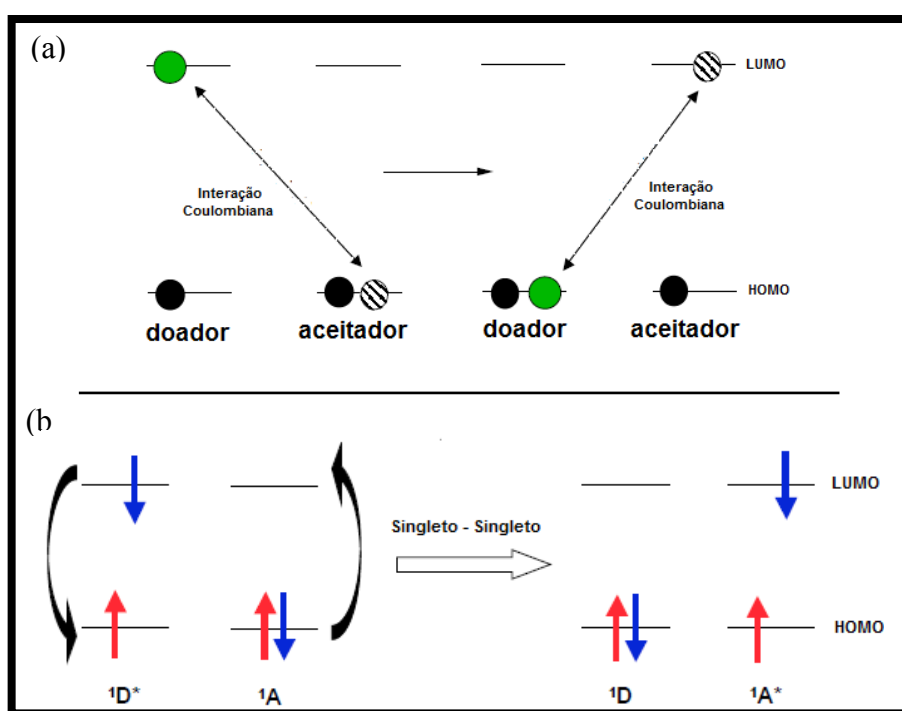 (a)
LUMO
Interação
Coulombiana
Interação
Coulombiana
HOMO
doador aceitador doador aceitador
(b
LUMO
Singleto - Singleto
HOMO
¹D* ¹A ¹D ¹A*